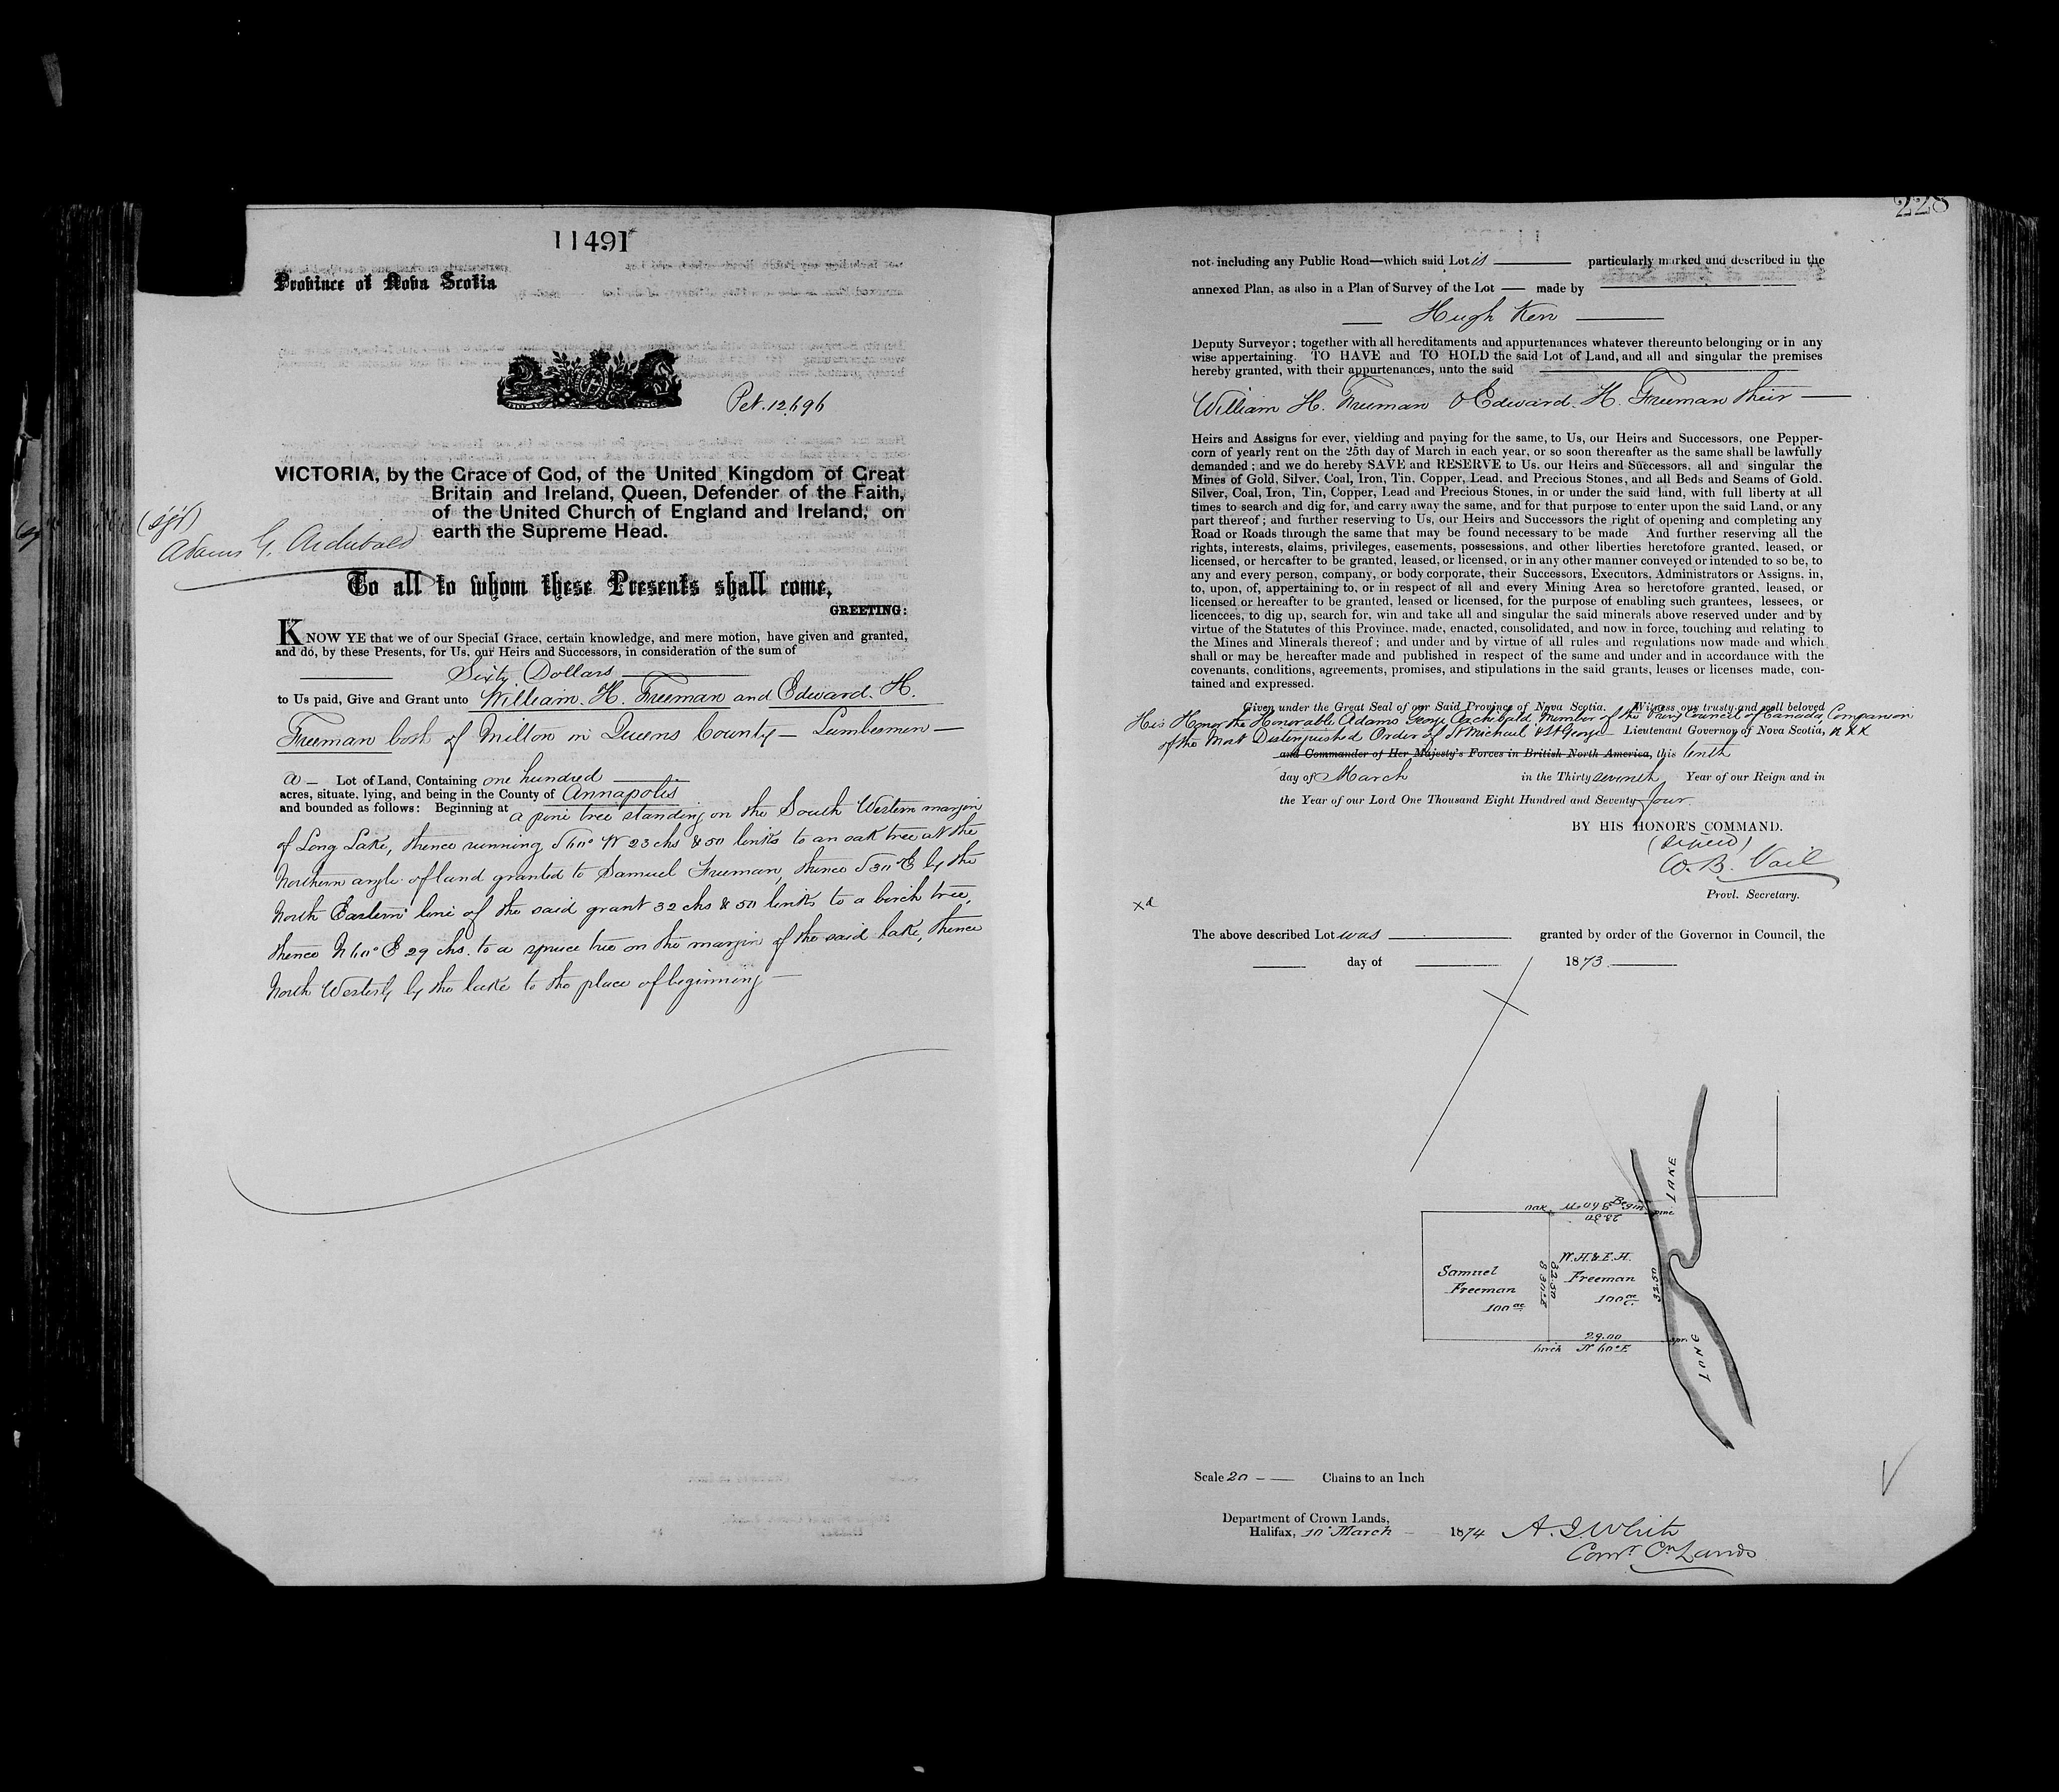 11491
Province of Nova Scotia
Pet. 12696
VICTORIA, by the Grace of God, of the United Kingdom of Great
Britain and Ireland, Queen, Defender of the Faith,
of the United Church of England and Ireland, on
earth the Supreme Head.
(sgd)
Adams G. Archibald
To all to whom these Presents shall come,
GREETING:
KNOW YE that we of our Special Grace, certain knowledge, and mere motion, have given and granted,
and do, by these Presents, for Us, our Heirs and Successors, in consideration of the sum of
Sixty Dollars
to Us paid, Give and Grant unto William. H. Freeman and Edward. H.
Freeman both of Milton in Queens County — Lumbermen —
a — Lot of Land, Containing one hundred
acres, situate, lying, and being in the County of Annapolis
and bounded as follows: Beginning at a pine tree standing on the South Western margin
of Long Lake, thence running S 60° W 23 chs & 50 links to an oak tree at the
Northern angle of land granted to Samuel Freeman, thence S 30° E by the
North Eastern line of the said grant 32 chs & 50 links to a birch tree,
thence N 60° E 29 chs. to a spruce tree on the margin of the said lake, thence
North Westerly by the lake to the place of beginning —
228
not including any Public Road—which said Lot is particularly marked and described in the
annexed Plan, as also in a Plan of Survey of the Lot — made by
Hugh Kerr
Deputy Surveyor; together with all hereditaments and appurtenances whatever thereunto belonging or in any
wise appertaining. TO HAVE and TO HOLD the said Lot of Land, and all and singular the premises
hereby granted, with their appurtenances, unto the said
William H. Freeman & Edward. H. Freeman their —
Heirs and Assigns for ever, yielding and paying for the same, to Us, our Heirs and Successors, one Pepper-
corn of yearly rent on the 25th day of March in each year, or so soon thereafter as the same shall be lawfully
demanded; and we do hereby SAVE and RESERVE to Us. our Heirs and Successors, all and singular the
Mines of Gold, Silver, Coal, Iron, Tin, Copper, Lead, and Precious Stones, and all Beds and Seams of Gold.
Silver, Coal, Iron, Tin, Copper, Lead and Precious Stones, in or under the said land, with full liberty at all
times to search and dig for, and carry away the same, and for that purpose to enter upon the said Land, or any
part thereof; and further reserving to Us, our Heirs and Successors the right of opening and completing any
Road or Roads through the same that may be found necessary to be made And further reserving all the
rights, interests, claims, privileges, easements, possessions, and other liberties heretofore granted, leased, or
licensed, or hereafter to be granted, leased, or licensed, or in any other manner conveyed or intended to so be, to
any and every person, company, or body corporate, their Successors, Executors, Administrators or Assigns, in,
to, upon, of, appertaining to, or in respect of all and every Mining Area so heretofore granted, leased, or
licensed or hereafter to be granted, leased or licensed, for the purpose of enabling such grantees, lessees, or
licencees, to dig up, search for, win and take all and singular the said minerals above reserved under and by
virtue of the Statutes of this Province, made, enacted, consolidated, and now in force, touching and relating to
the Mines and Minerals thereof; and under and by virtue of all rules and regulations now made and which
shall or may be hereafter made and published in respect of the same and under and in accordance with the
covenants, conditions, agreements, promises, and stipulations in the said grants, leases or licenses made, con-
tained and expressed.
Given under the Great Seal of our Said Province of Nova Scotia. Witness our trusty and well beloved
His Honor the Honorable Adams George Archibald, Member of the Privy Council of Canada, Companion
of the Most Distinguished Order of St Michael & St George Lieutenant Governor of Nova Scotia,
and Commander of Her Majesty's Forces in British North America, this tenth
day of March in the Thirty seventh Year of our Reign and in
the Year of our Lord One Thousand Eight Hundred and Seventy four
BY HIS HONOR'S COMMAND.
(signed)
W. B. Vail
Provl. Secretary.
xd
The above described Lot was granted by order of the Governor in Council, the
day of 1873
LAKE
oak S 60° W Begin pine
23.50
Samuel
Freeman
100 ac
S 30° E
32.50
W. H. & E. H.
Freeman
100 ac
32.50
29.00
birch N 60° E
spr.
LONG
Scale 20 — — Chains to an Inch
Department of Crown Lands,
Halifax, 10 March 1874
A. J. White
Comr Cn Lands